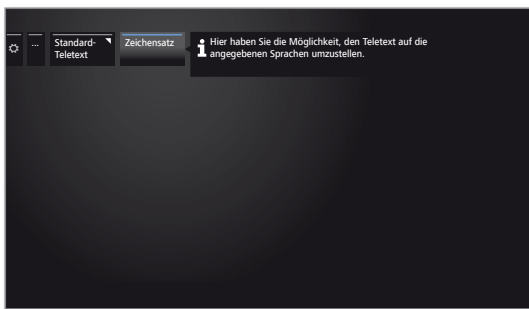 ...
Standard-
Teletext
Zeichensatz
Hier haben Sie die Möglichkeit, den Teletext auf die
angegebenen Sprachen umzustellen.